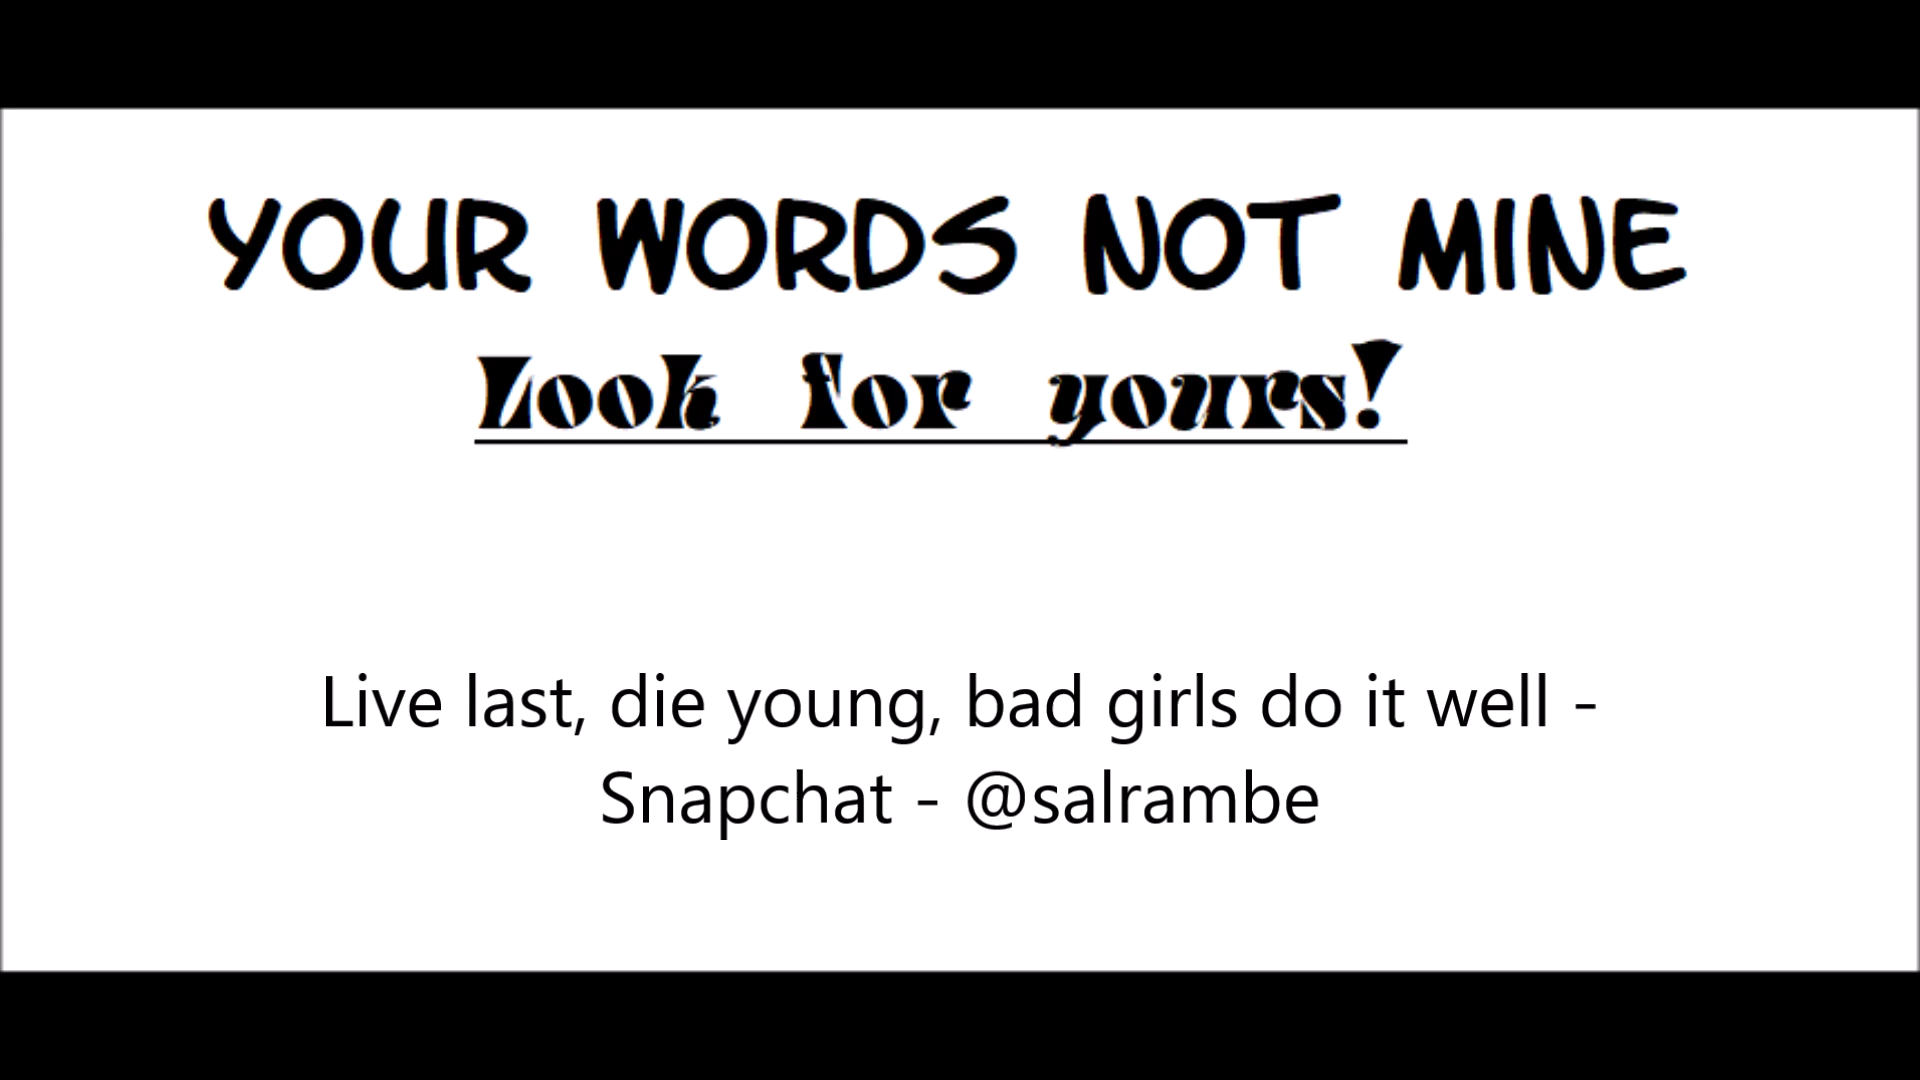 YOUR WORDS NOT MINE
Look for yours!
Live last, die young, bad girls do it well -
Snapchat - @salrambe